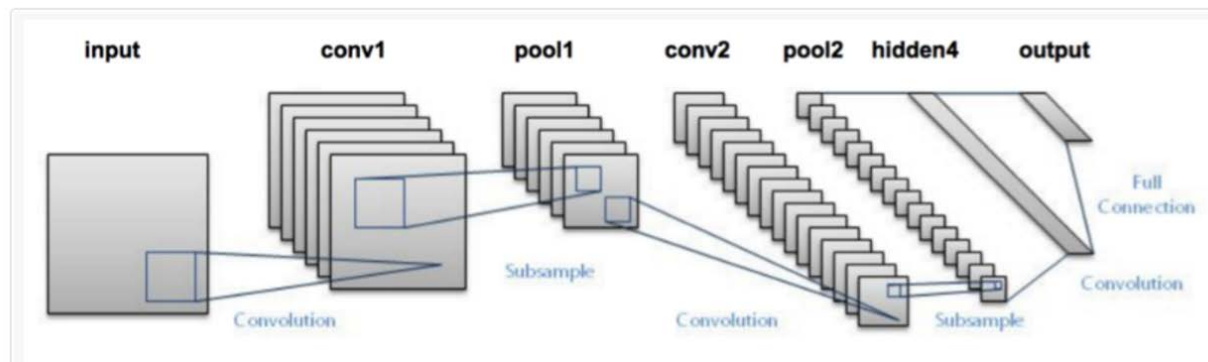 input conv1 pool1 conv2 pool2 hidden4 output
Full
Connection
Subsample
Convolution
Convolution
Convolution
Subsample